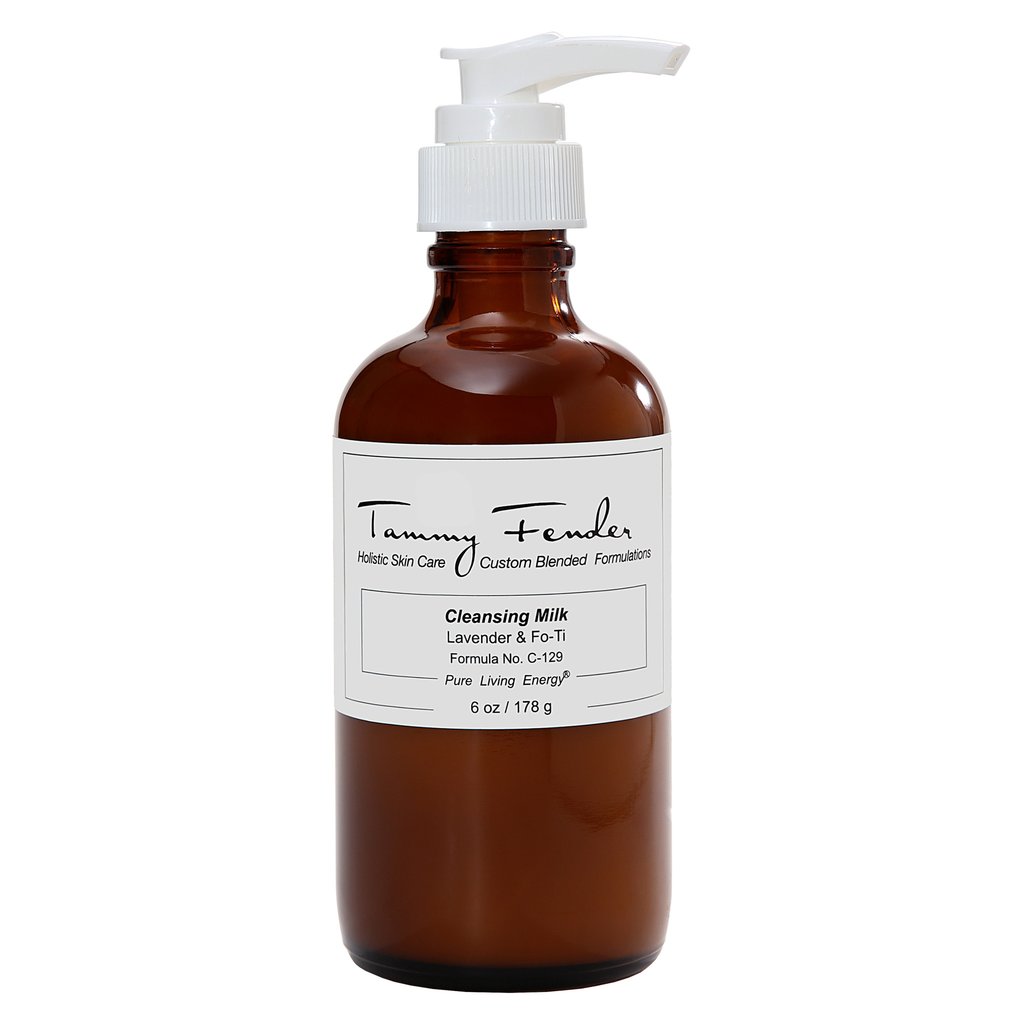 Tammy Fender
Holistic Skin Care Custom Blended Formulations
Cleansing Milk
Lavender & Fo-Ti
Formula No. C-129
Pure Living Energy®
6 oz / 178 g